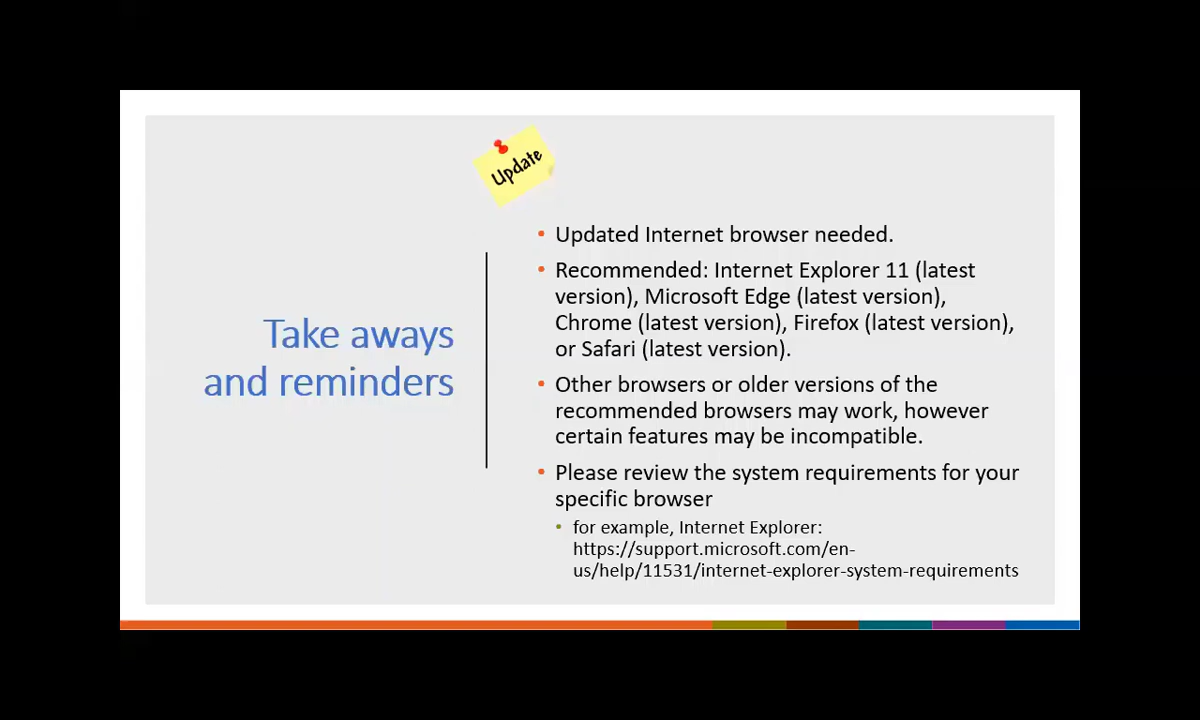 Update
Take aways
and reminders
• Updated Internet browser needed.
• Recommended: Internet Explorer 11 (latest
version), Microsoft Edge (latest version),
Chrome (latest version), Firefox (latest version),
or Safari (latest version).
• Other browsers or older versions of the
recommended browsers may work, however
certain features may be incompatible.
• Please review the system requirements for your
specific browser
• for example, Internet Explorer:
https://support.microsoft.com/en-
us/help/11531/internet-explorer-system-requirements